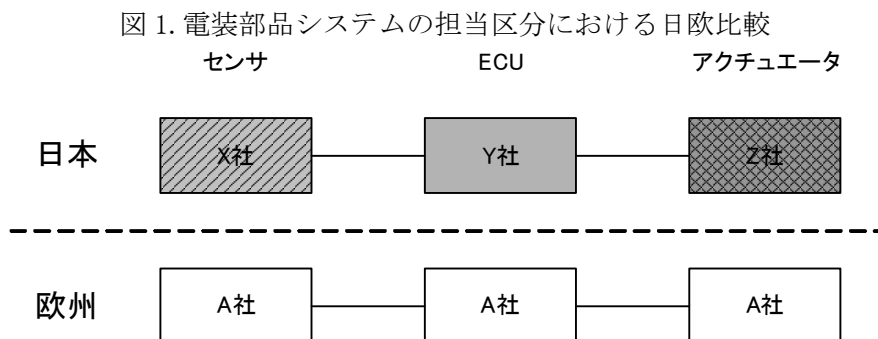 図 1. 電装部品システムの担当区分における日欧比較
センサ ECU アクチュエータ
日本 X社 Y社 Z社
欧州 A社 A社 A社